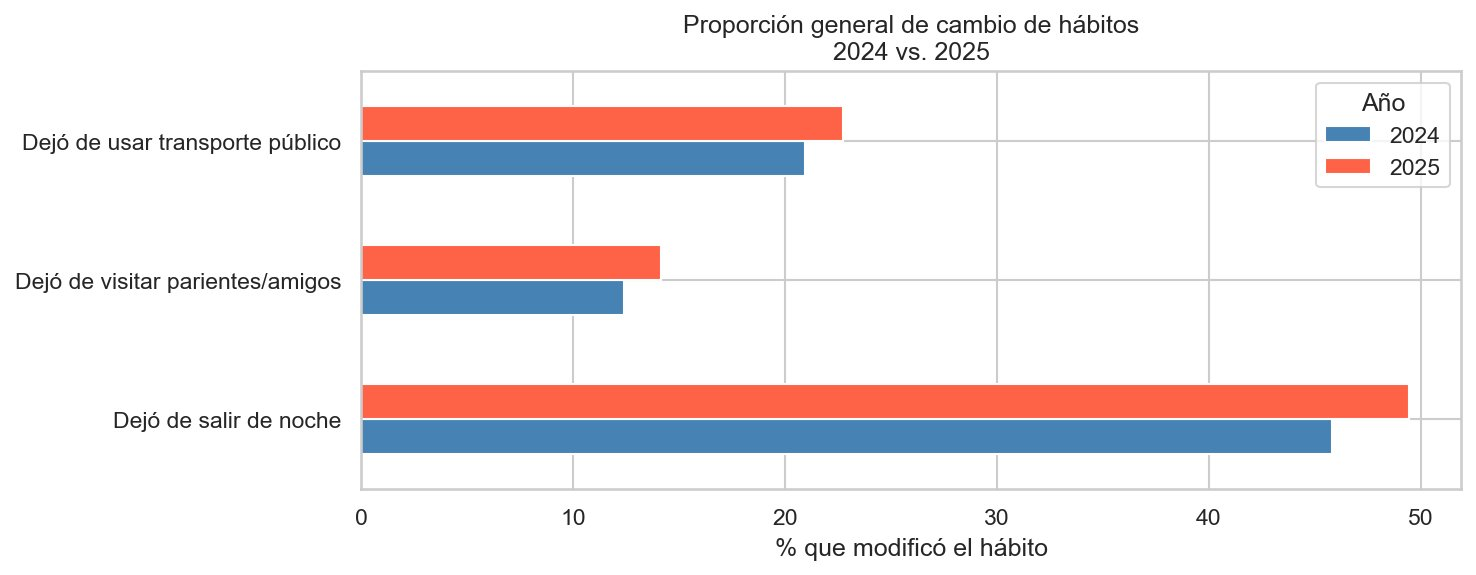 Proporción general de cambio de hábitos
2024 vs. 2025
Año
2024
2025
Dejó de usar transporte público
Dejó de visitar parientes/amigos
Dejó de salir de noche
0 10 20 30 40 50
% que modificó el hábito